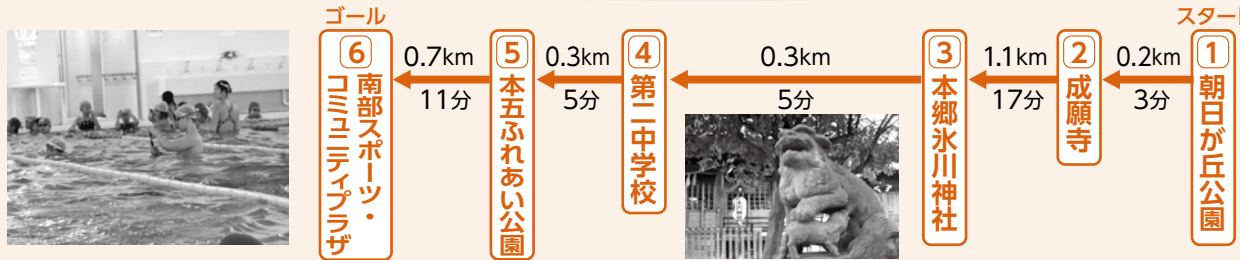 スタート
①朝日が丘公園
0.2km
3分
②成願寺
1.1km
17分
③本郷氷川神社
0.3km
5分
④第二中学校
0.3km
5分
⑤本五ふれあい公園
0.7km
11分
ゴール
⑥南部スポーツ・
コミュニティプラザ